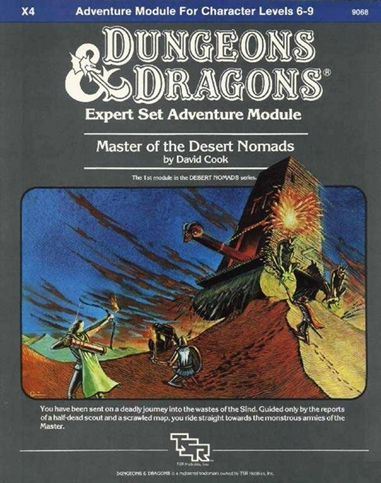 X4 Adventure Module For Character Levels 6-9 9068
DUNGEONS
& DRAGONS®
Expert Set Adventure Module
Master of the Desert Nomads
by David Cook
The 1st module in the DESERT NOMADS series.
You have been sent on a deadly journey into the wastes of the Sind. Guided only by the reports
of a half-dead scout and a scrawled map, you ride straight towards the monstrous armies of the
Master.
TSR
TSR Hobbies, Inc.
DUNGEONS & DRAGONS is a registered trademark owned by TSR Hobbies, Inc.